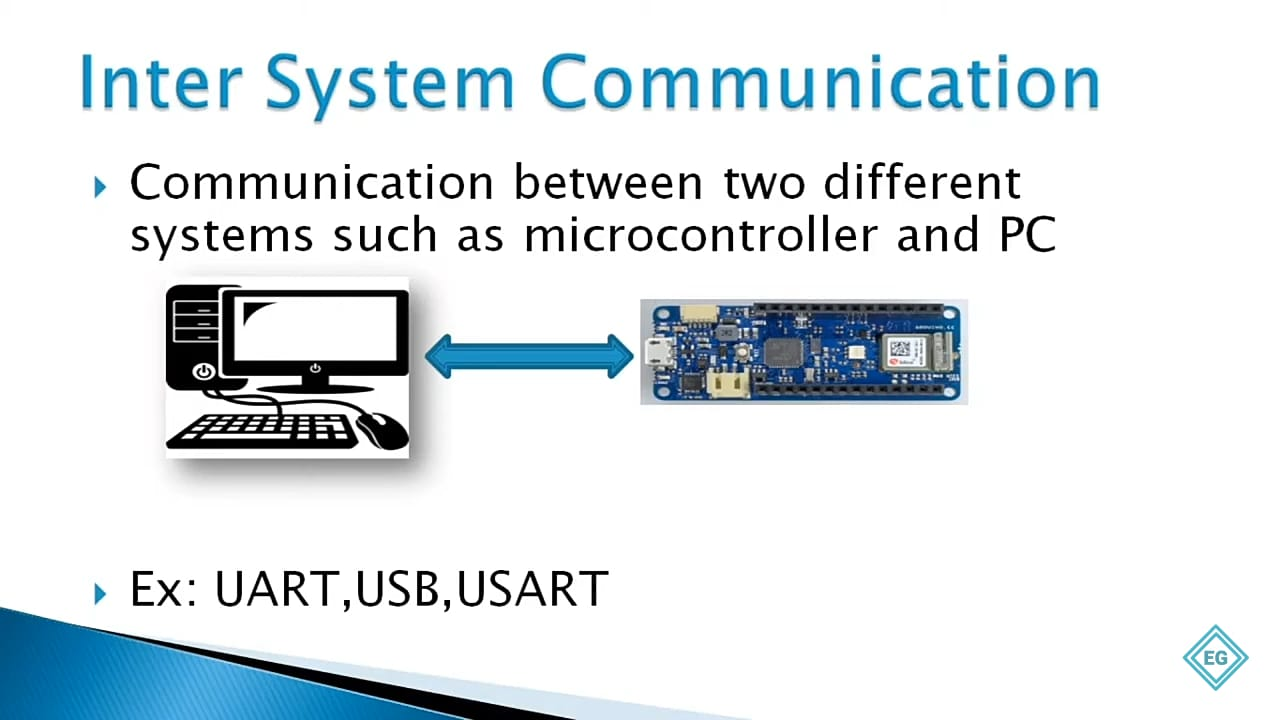 Inter System Communication
Communication between two different
systems such as microcontroller and PC
Ex: UART,USB,USART
EG